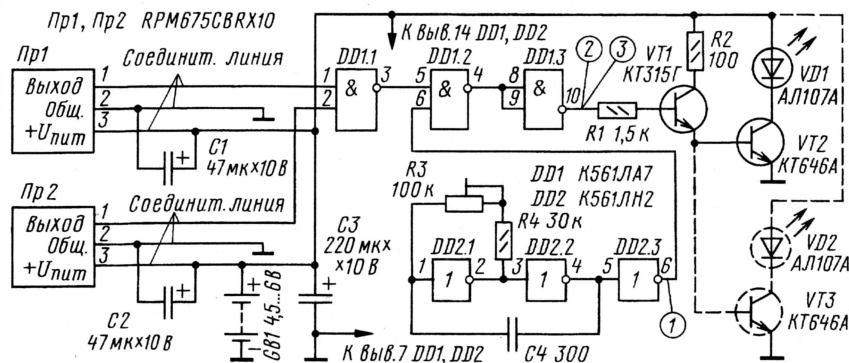 Пр1, Пр2 RPM675CBRX10
К Выв.14 DD1, DD2
Пр1
Соединит. линия
Выход
Общ.
+Uпит
1
2
3
C1
47мк×10В
DD1.1
1
2
&
3
DD1.2
5
6
&
4
DD1.3
8
9
&
10
2
3
R1 1,5к
VT1
КТ315Г
R2
100
VD1
АЛ107А
VT2
КТ646А
Пр2
Соединит. линия
Выход
Общ.
+Uпит
1
2
3
C2
47мк×10В
GB1 4,5...6В
C3
220 мк×
×10В
К выв.7 DD1, DD2
R3
100к
R4 30к
DD1 К561ЛА7
DD2 К561ЛН2
DD2.1
1
1
2
DD2.2
3
1
4
DD2.3
5
1
6
1
C4 300
VD2
АЛ107А
VT3
КТ646А